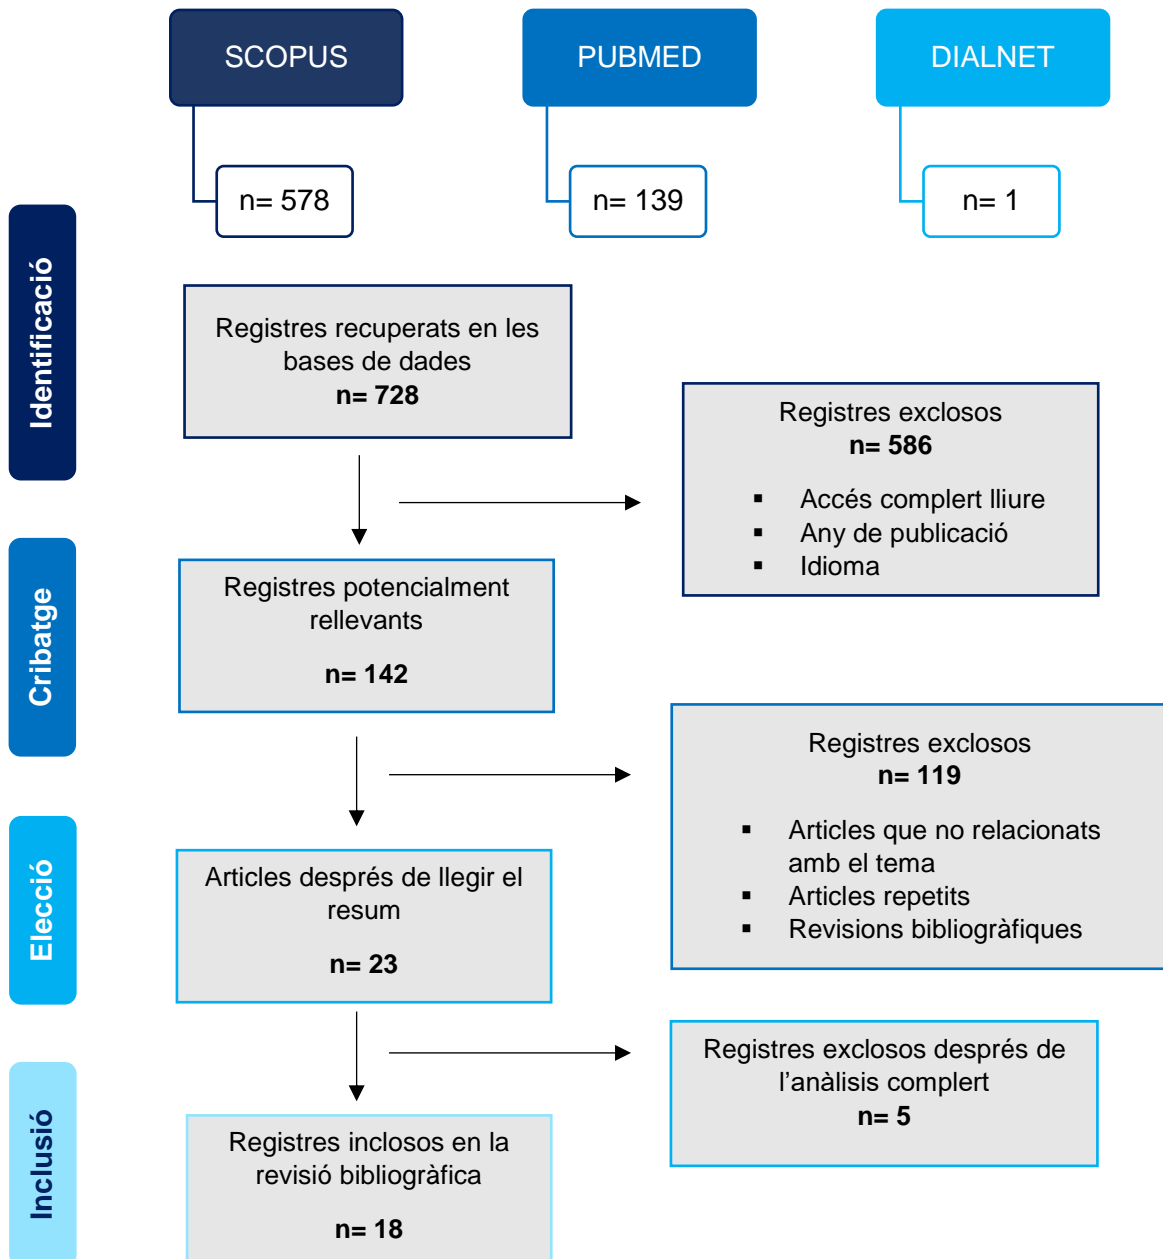 SCOPUS
PUBMED
DIALNET
n= 578
n= 139
n= 1
Identificació
Registres recuperats en les
bases de dades
n= 728
Registres exclosos
n= 586
▪ Accés complert lliure
▪ Any de publicació
▪ Idioma
Cribatge
Registres potencialment
rellevants
n= 142
Registres exclosos
n= 119
▪ Articles que no relacionats
amb el tema
▪ Articles repetits
▪ Revisions bibliogràfiques
Elecció
Articles després de llegir el
resum
n= 23
Registres exclosos després de
l’anàlisis complert
n= 5
Inclusió
Registres inclosos en la
revisió bibliogràfica
n= 18